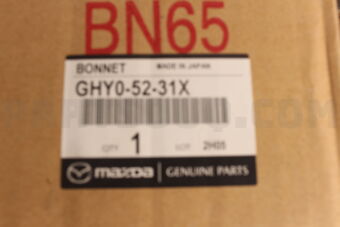 BN65
BONNET MADE IN JAPAN
GHY0-52-31X
QTY 1 2H05
mazda GENUINE PARTS